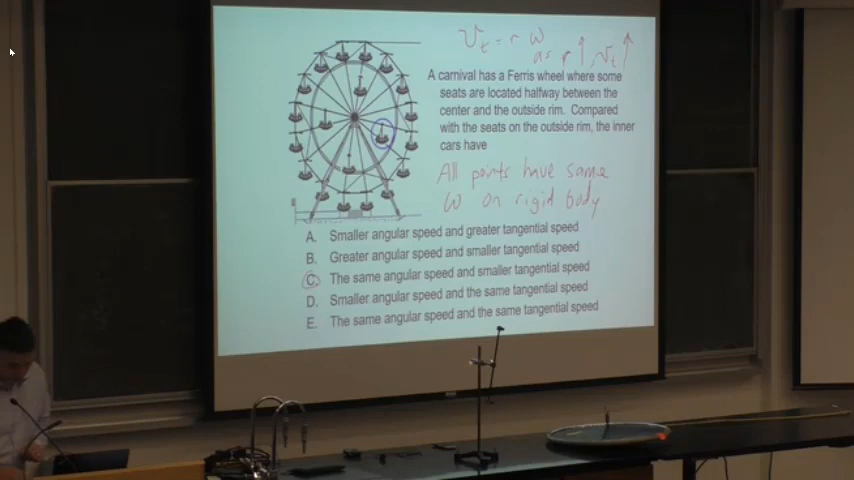 v_t = r ω
as r ↑, v_t ↑
A carnival has a Ferris wheel where some
seats are located halfway between the
center and the outside rim. Compared
with the seats on the outside rim, the inner
cars have
All points have same
ω on rigid body
A. Smaller angular speed and greater tangential speed
B. Greater angular speed and smaller tangential speed
C. The same angular speed and smaller tangential speed
D. Smaller angular speed and the same tangential speed
E. The same angular speed and the same tangential speed